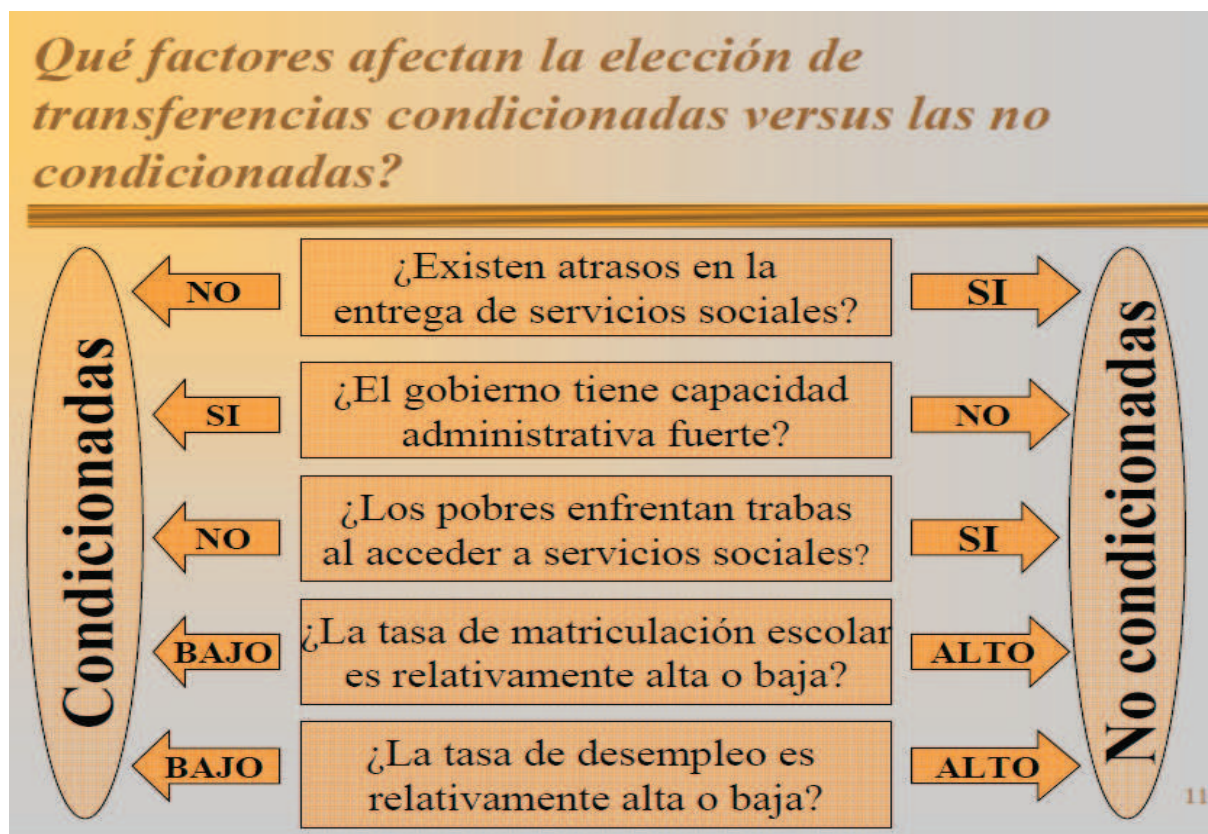 Qué factores afectan la elección de
transferencias condicionadas versus las no
condicionadas?
Condicionadas
NO
¿Existen atrasos en la
entrega de servicios sociales?
SI
SI
¿El gobierno tiene capacidad
administrativa fuerte?
NO
NO
¿Los pobres enfrentan trabas
al acceder a servicios sociales?
SI
BAJO
¿La tasa de matriculación escolar
es relativamente alta o baja?
ALTO
BAJO
¿La tasa de desempleo es
relativamente alta o baja?
ALTO
No condicionadas
11